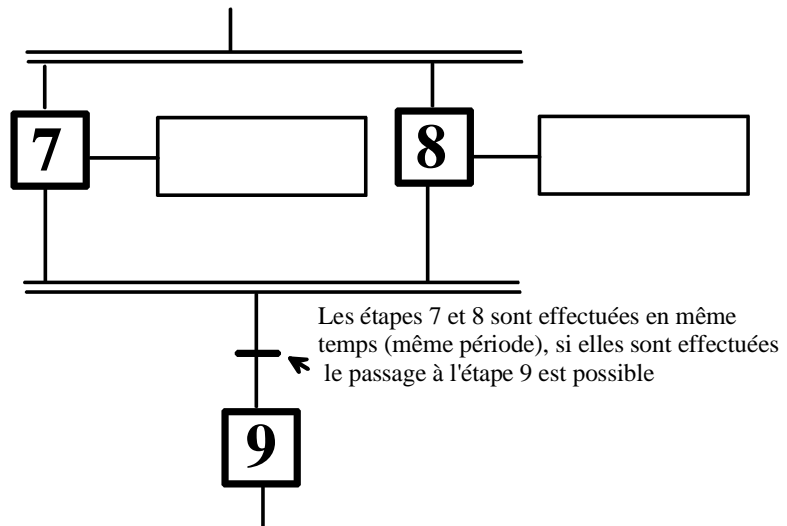 7
8
Les étapes 7 et 8 sont effectuées en même
temps (même période), si elles sont effectuées
le passage à l'étape 9 est possible
9